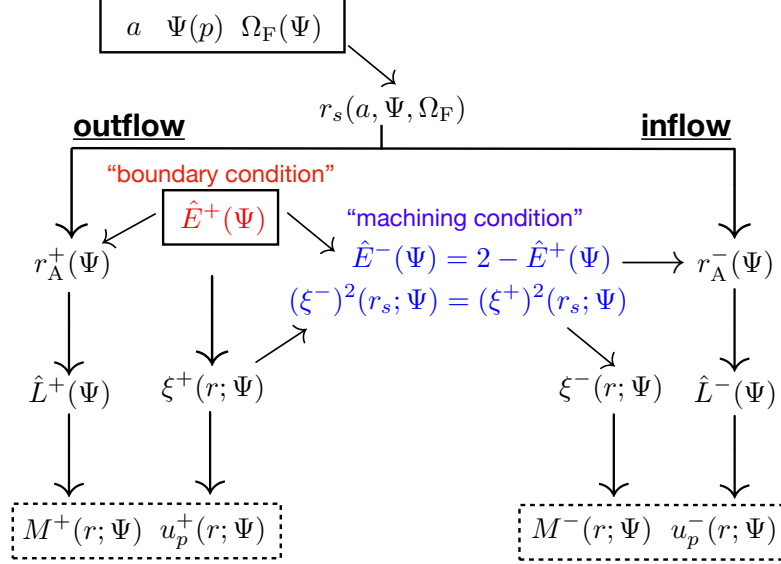 a Ψ(p) Ω_F(Ψ)
r_s(a, Ψ, Ω_F)
outflow
inflow
“boundary condition”
Ê⁺(Ψ)
“machining condition”
r_A⁺(Ψ)
Ê⁻(Ψ) = 2 − Ê⁺(Ψ)
r_A⁻(Ψ)
(ξ⁻)²(r_s; Ψ) = (ξ⁺)²(r_s; Ψ)
L̂⁺(Ψ)
ξ⁺(r; Ψ)
ξ⁻(r; Ψ)
L̂⁻(Ψ)
M⁺(r; Ψ) u_p⁺(r; Ψ)
M⁻(r; Ψ) u_p⁻(r; Ψ)